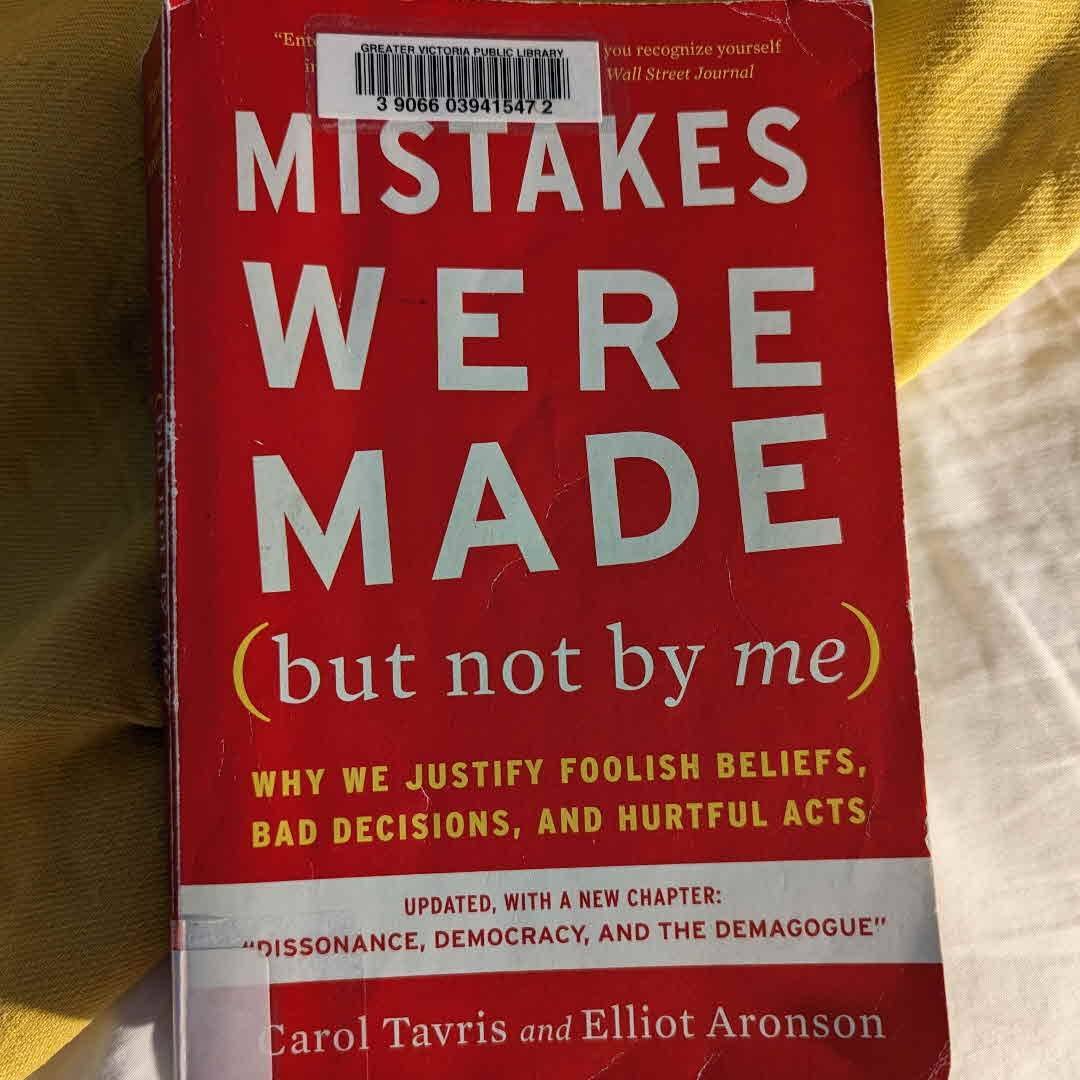 GREATER VICTORIA PUBLIC LIBRARY
3 9066 03941547 2
you recognize yourself
Wall Street Journal
MISTAKES
WERE
MADE
(but not by me)
WHY WE JUSTIFY FOOLISH BELIEFS,
BAD DECISIONS, AND HURTFUL ACTS
UPDATED, WITH A NEW CHAPTER:
"DISSONANCE, DEMOCRACY, AND THE DEMAGOGUE"
Carol Tavris and Elliot Aronson